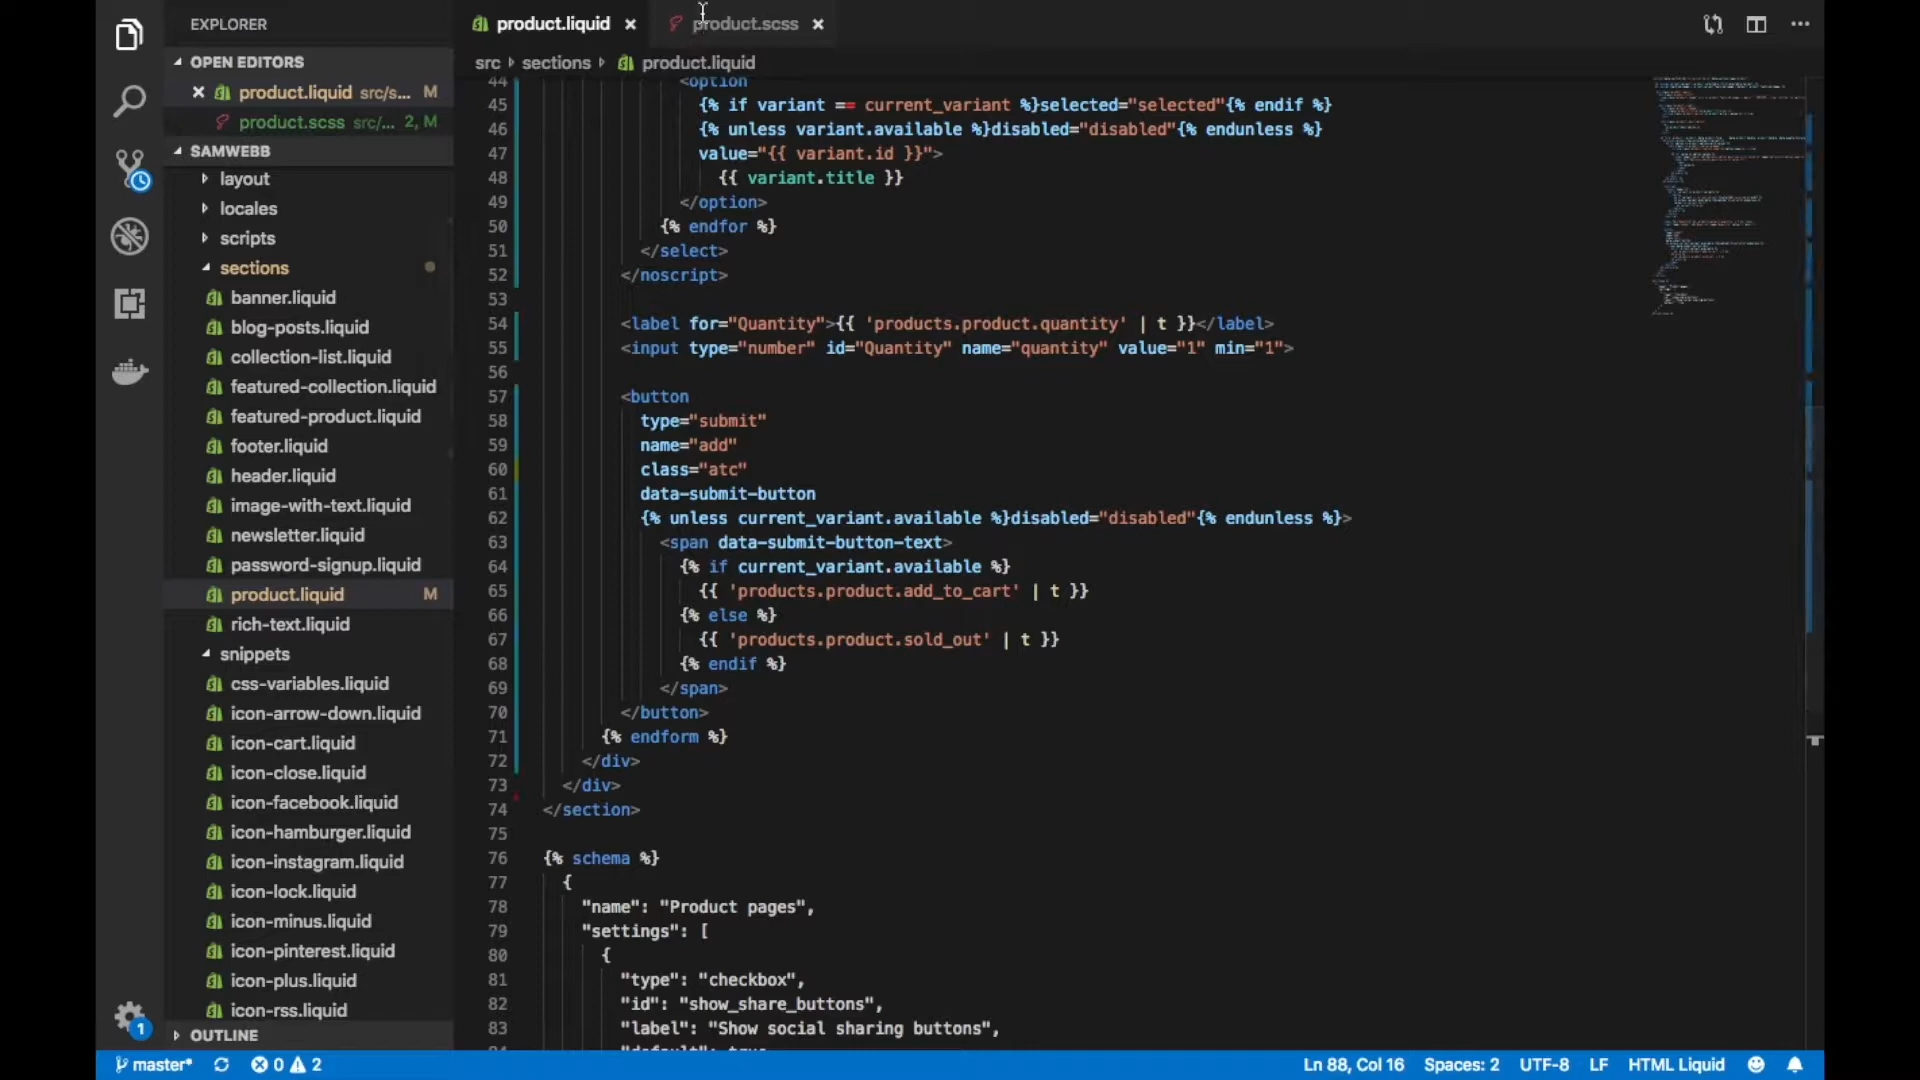 EXPLORER
OPEN EDITORS
product.liquid src/s... M
product.scss src/... 2, M
SAMWEBB
layout
locales
scripts
sections
banner.liquid
blog-posts.liquid
collection-list.liquid
featured-collection.liquid
featured-product.liquid
footer.liquid
header.liquid
image-with-text.liquid
newsletter.liquid
password-signup.liquid
product.liquid M
rich-text.liquid
snippets
css-variables.liquid
icon-arrow-down.liquid
icon-cart.liquid
icon-close.liquid
icon-facebook.liquid
icon-hamburger.liquid
icon-instagram.liquid
icon-lock.liquid
icon-minus.liquid
icon-pinterest.liquid
icon-plus.liquid
icon-rss.liquid
OUTLINE
1
product.liquid product.scss
src sections product.liquid
44 <option
45 {% if variant == current_variant %}selected="selected"{% endif %}
46 {% unless variant.available %}disabled="disabled"{% endunless %}
47 value="{{ variant.id }}">
48 {{ variant.title }}
49 </option>
50 {% endfor %}
51 </select>
52 </noscript>
53
54 <label for="Quantity">{{ 'products.product.quantity' | t }}</label>
55 <input type="number" id="Quantity" name="quantity" value="1" min="1">
56
57 <button
58 type="submit"
59 name="add"
60 class="atc"
61 data-submit-button
62 {% unless current_variant.available %}disabled="disabled"{% endunless %}>
63 <span data-submit-button-text>
64 {% if current_variant.available %}
65 {{ 'products.product.add_to_cart' | t }}
66 {% else %}
67 {{ 'products.product.sold_out' | t }}
68 {% endif %}
69 </span>
70 </button>
71 {% endform %}
72 </div>
73 </div>
74 </section>
75
76 {% schema %}
77 {
78 "name": "Product pages",
79 "settings": [
80 {
81 "type": "checkbox",
82 "id": "show_share_buttons",
83 "label": "Show social sharing buttons",
master* 0 2 Ln 88, Col 16 Spaces: 2 UTF-8 LF HTML Liquid